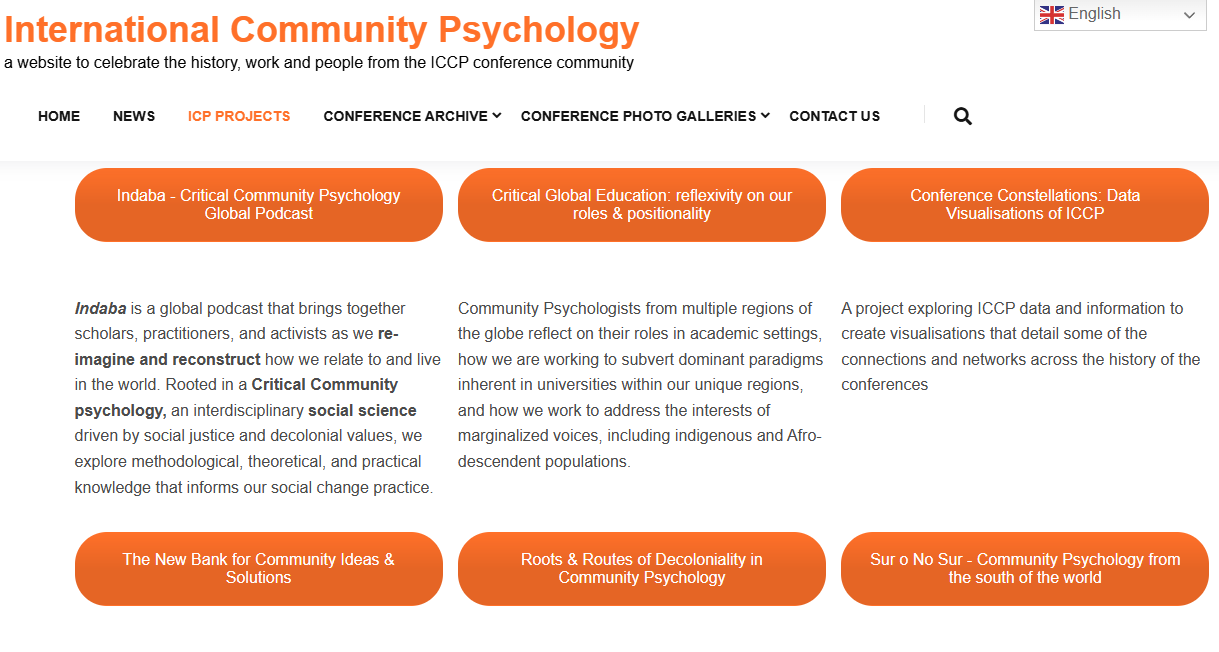 International Community Psychology
English
a website to celebrate the history, work and people from the ICCP conference community
HOME NEWS ICP PROJECTS CONFERENCE ARCHIVE CONFERENCE PHOTO GALLERIES CONTACT US
Indaba - Critical Community Psychology
Global Podcast
Critical Global Education: reflexivity on our
roles & positionality
Conference Constellations: Data
Visualisations of ICCP
Indaba is a global podcast that brings together
scholars, practitioners, and activists as we re-
imagine and reconstruct how we relate to and live
in the world. Rooted in a Critical Community
psychology, an interdisciplinary social science
driven by social justice and decolonial values, we
explore methodological, theoretical, and practical
knowledge that informs our social change practice.
Community Psychologists from multiple regions of
the globe reflect on their roles in academic settings,
how we are working to subvert dominant paradigms
inherent in universities within our unique regions,
and how we work to address the interests of
marginalized voices, including indigenous and Afro-
descendent populations.
A project exploring ICCP data and information to
create visualisations that detail some of the
connections and networks across the history of the
conferences
The New Bank for Community Ideas &
Solutions
Roots & Routes of Decoloniality in
Community Psychology
Sur o No Sur - Community Psychology from
the south of the world